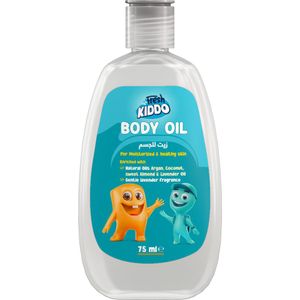 Fresh
KIDDO
BODY OIL
زيت للجسم
For Moisturized & healthy skin
Enriched with:
Natural Oils Argan, Coconut,
Sweet Almond & Lavender Oil
Gentle lavender Fragrance
75 ml e